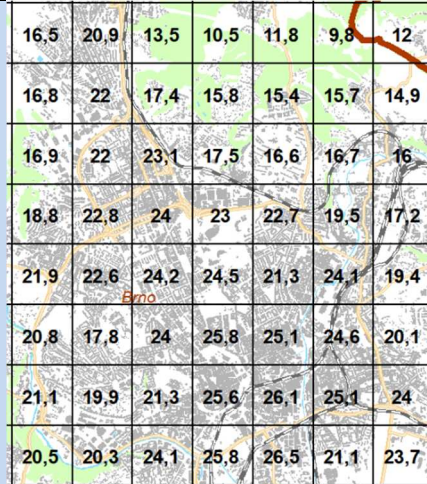 16,5 20,9 13,5 10,5 11,8 9,8 12
16,8 22 17,4 15,8 15,4 15,7 14,9
16,9 22 23,1 17,5 16,6 16,7 16
18,8 22,8 24 23 22,7 19,5 17,2
21,9 22,6 24,2 24,5 21,3 24,1 19,4
Brno
20,8 17,8 24 25,8 25,1 24,6 20,1
21,1 19,9 21,3 25,6 26,1 25,1 24
20,5 20,3 24,1 25,8 26,5 21,1 23,7